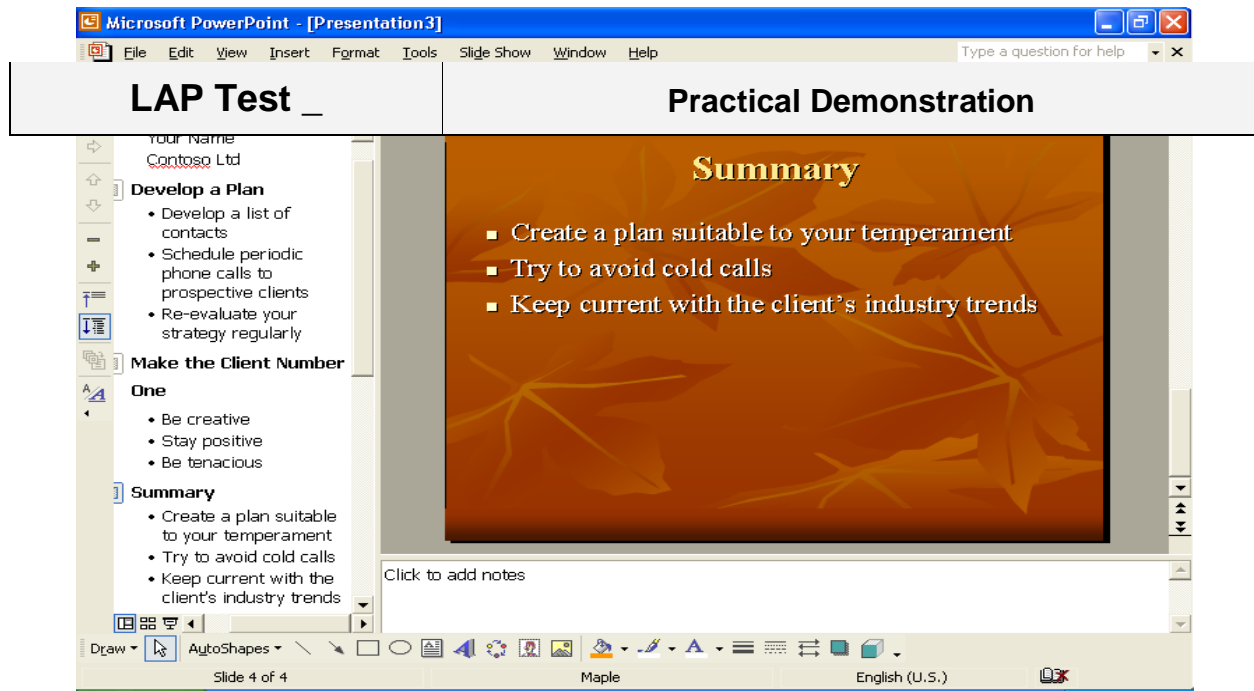 Microsoft PowerPoint - [Presentation3]
File Edit View Insert Format Tools Slide Show Window Help Type a question for help
LAP Test _ Practical Demonstration
Your Name
Contoso Ltd
Develop a Plan
• Develop a list of
contacts
• Schedule periodic
phone calls to
prospective clients
• Re-evaluate your
strategy regularly
Make the Client Number
One
• Be creative
• Stay positive
• Be tenacious
Summary
• Create a plan suitable
to your temperament
• Try to avoid cold calls
• Keep current with the
client's industry trends
Summary
Create a plan suitable to your temperament
Try to avoid cold calls
Keep current with the client’s industry trends
Click to add notes
Draw AutoShapes
Slide 4 of 4 Maple English (U.S.)